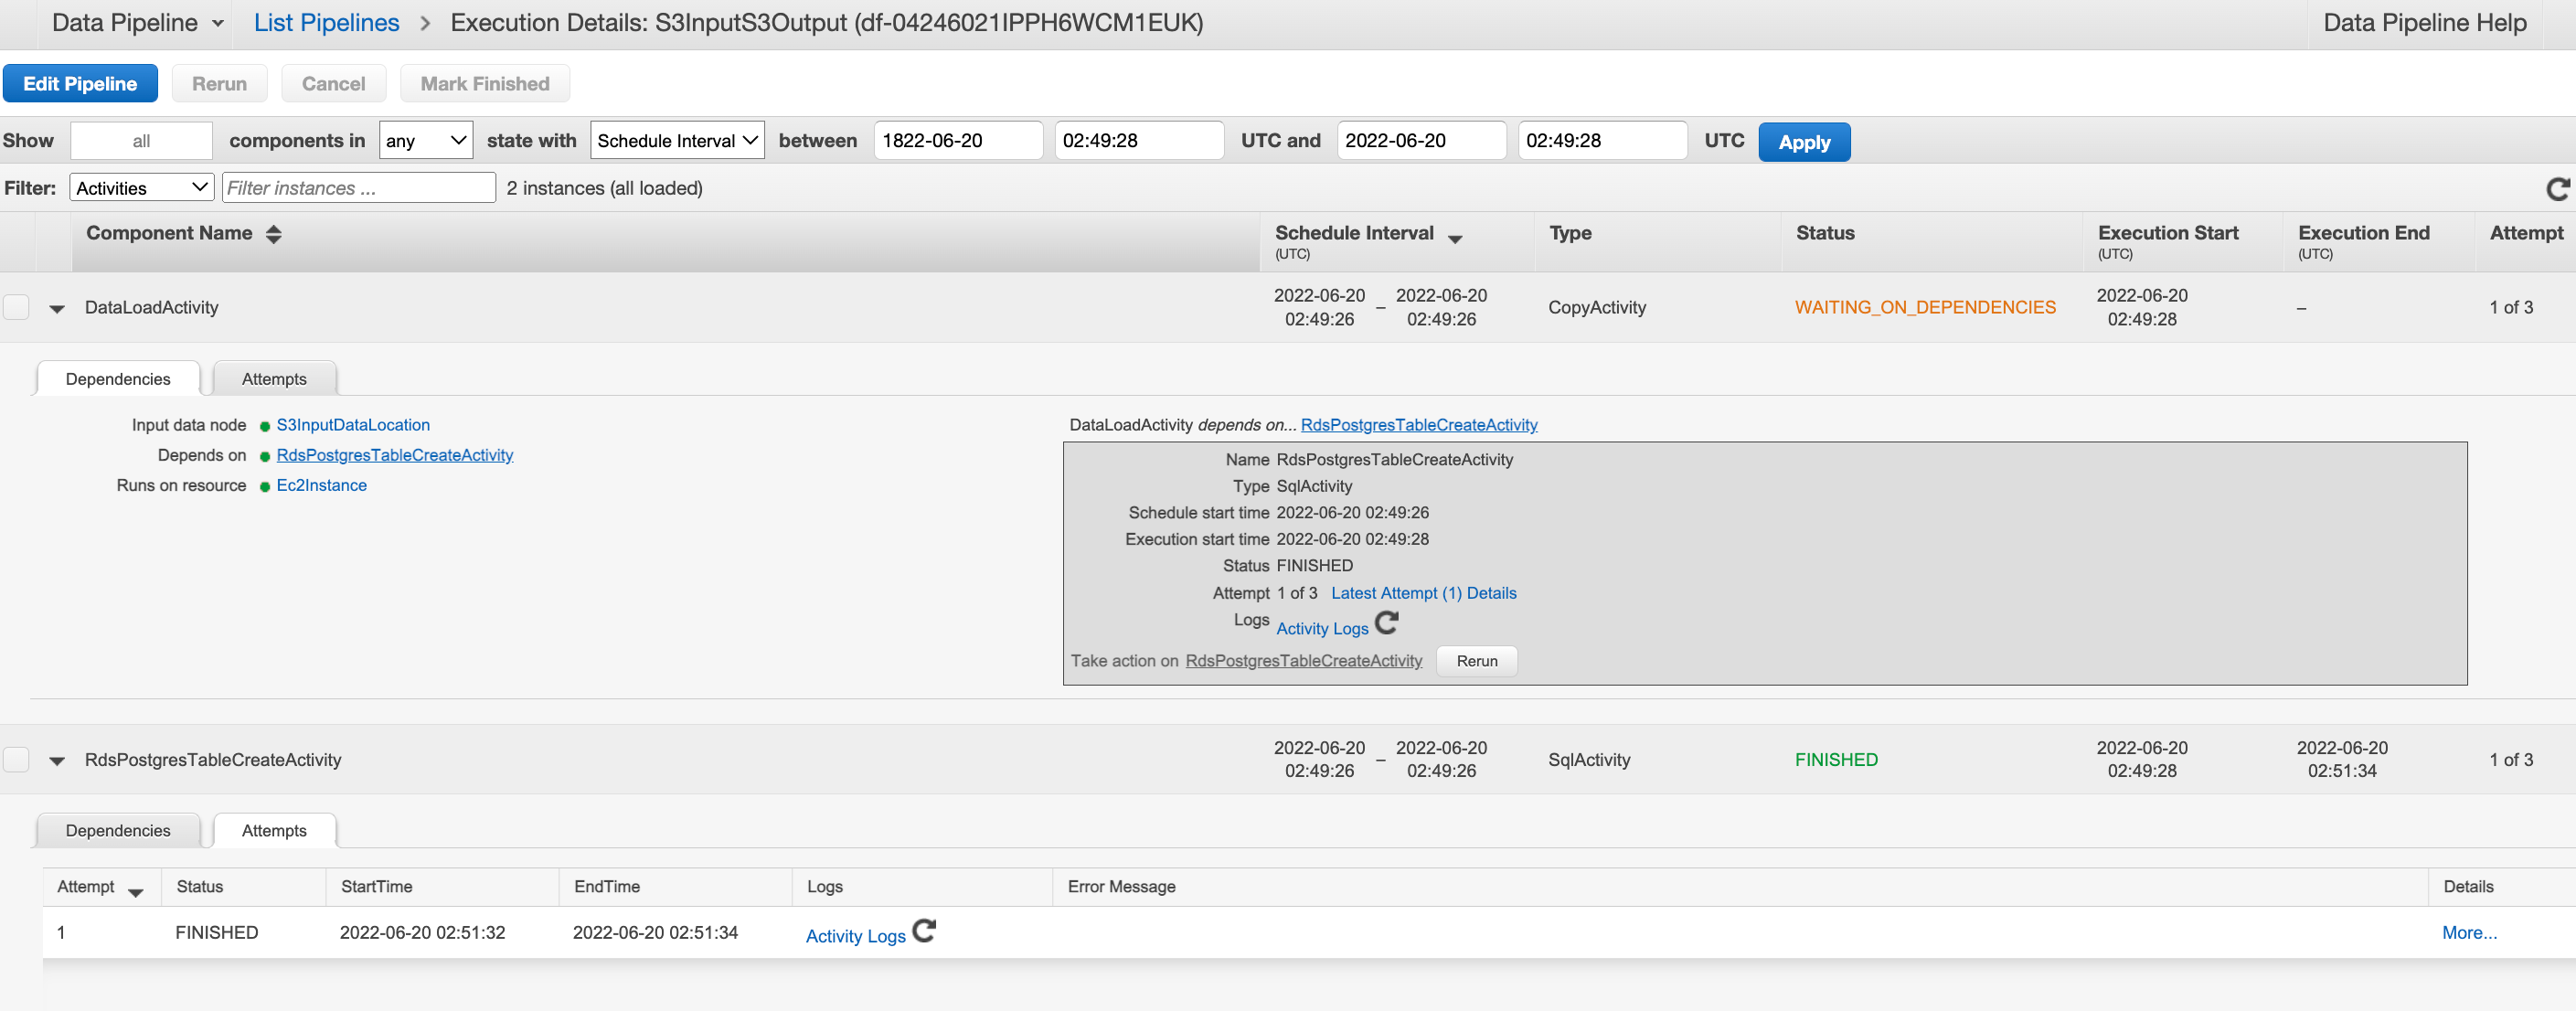 Data Pipeline List Pipelines > Execution Details: S3InputS3Output (df-04246021IPPH6WCM1EUK) Data Pipeline Help
Edit Pipeline Rerun Cancel Mark Finished
Show all components in any state with Schedule Interval between 1822-06-20 02:49:28 UTC and 2022-06-20 02:49:28 UTC Apply
Filter: Activities Filter instances ... 2 instances (all loaded)
Component Name Schedule Interval Type Status Execution Start Execution End Attempt
(UTC) (UTC) (UTC)
DataLoadActivity 2022-06-20 02:49:26 – 2022-06-20 02:49:26 CopyActivity WAITING_ON_DEPENDENCIES 2022-06-20 02:49:28 – 1 of 3
Dependencies Attempts
Input data node S3InputDataLocation
Depends on RdsPostgresTableCreateActivity
Runs on resource Ec2Instance
DataLoadActivity depends on... RdsPostgresTableCreateActivity
Name RdsPostgresTableCreateActivity
Type SqlActivity
Schedule start time 2022-06-20 02:49:26
Execution start time 2022-06-20 02:49:28
Status FINISHED
Attempt 1 of 3 Latest Attempt (1) Details
Logs Activity Logs
Take action on RdsPostgresTableCreateActivity Rerun
RdsPostgresTableCreateActivity 2022-06-20 02:49:26 – 2022-06-20 02:49:26 SqlActivity FINISHED 2022-06-20 02:49:28 2022-06-20 02:51:34 1 of 3
Dependencies Attempts
Attempt Status StartTime EndTime Logs Error Message Details
1 FINISHED 2022-06-20 02:51:32 2022-06-20 02:51:34 Activity Logs More...